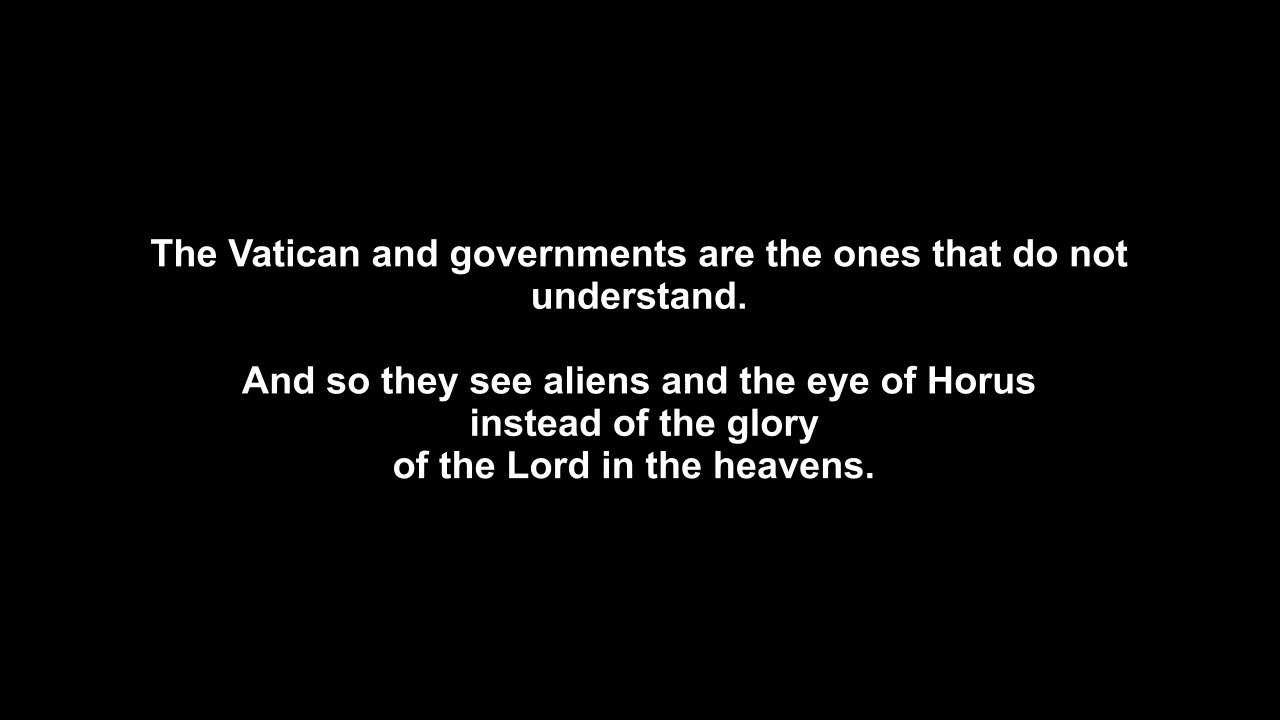 The Vatican and governments are the ones that do not
understand.
And so they see aliens and the eye of Horus
instead of the glory
of the Lord in the heavens.